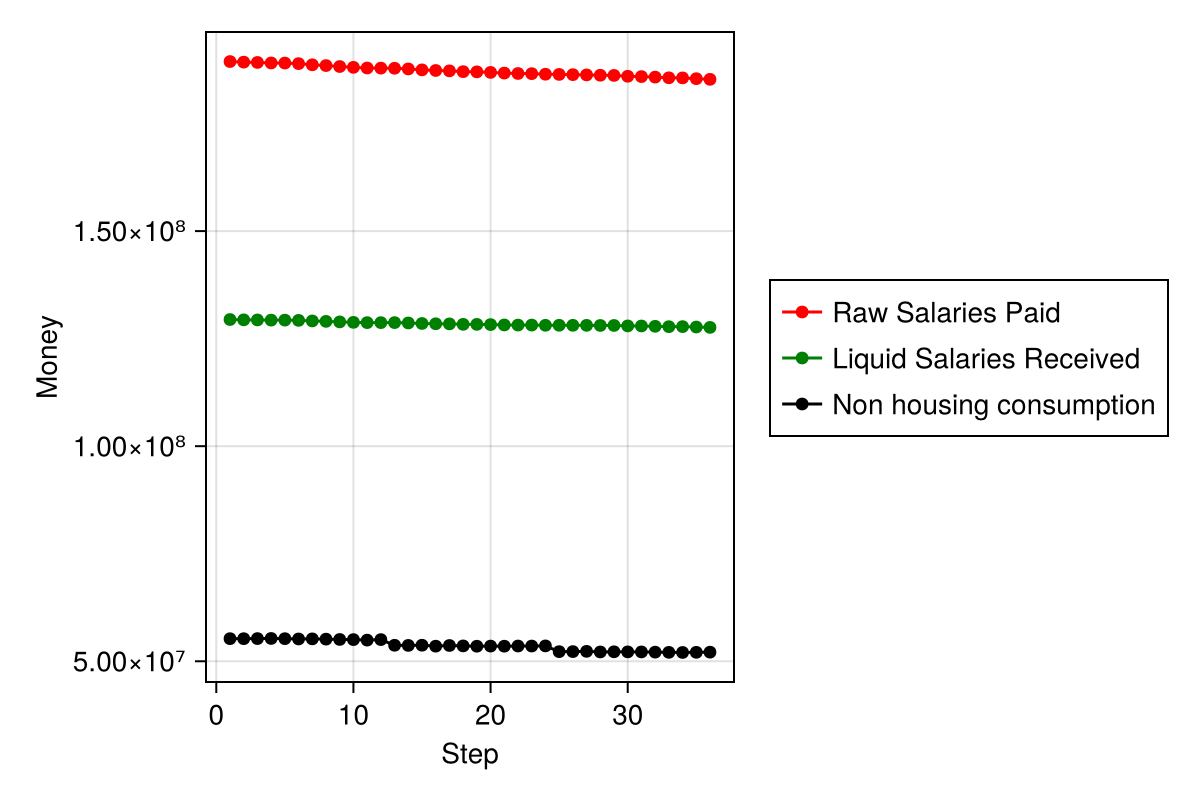 1.50×10⁸
1.00×10⁸
5.00×10⁷
Money
0 10 20 30
Step
Raw Salaries Paid
Liquid Salaries Received
Non housing consumption